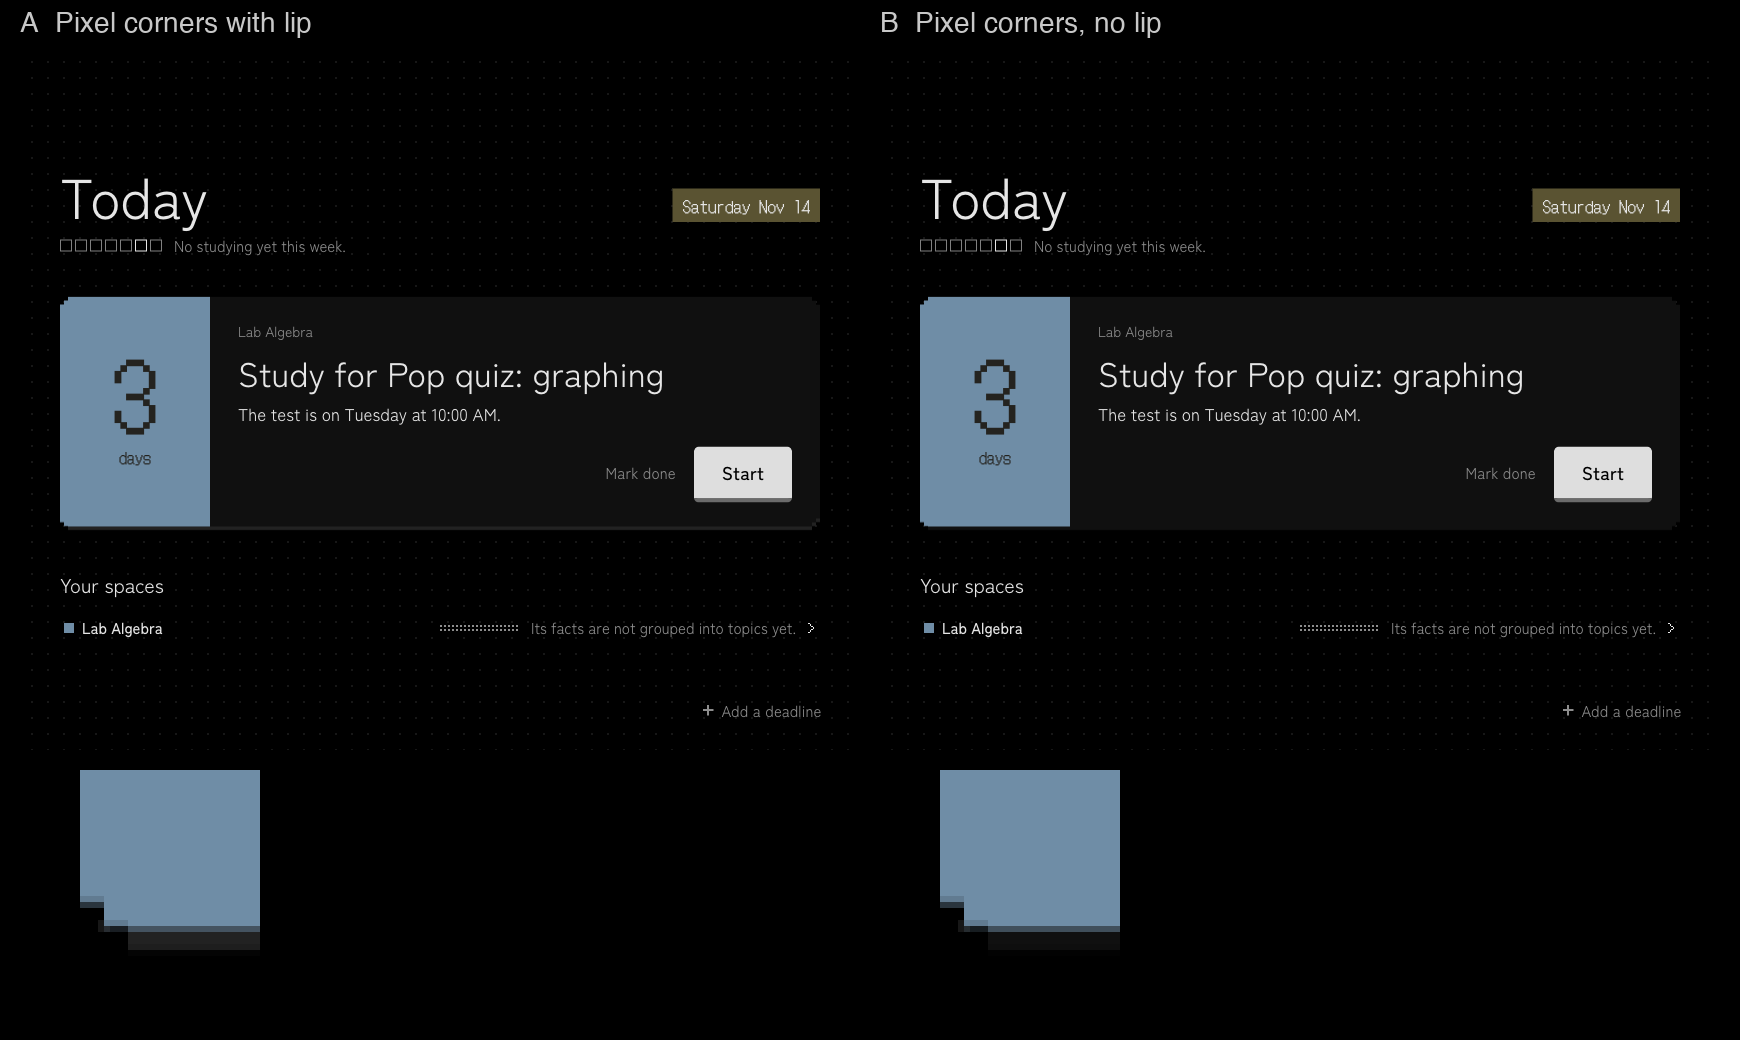 A Pixel corners with lip
Today
Saturday Nov 14
No studying yet this week.
3
days
Lab Algebra
Study for Pop quiz: graphing
The test is on Tuesday at 10:00 AM.
Mark done
Start
Your spaces
Lab Algebra
Its facts are not grouped into topics yet.
+ Add a deadline
B Pixel corners, no lip
Today
Saturday Nov 14
No studying yet this week.
3
days
Lab Algebra
Study for Pop quiz: graphing
The test is on Tuesday at 10:00 AM.
Mark done
Start
Your spaces
Lab Algebra
Its facts are not grouped into topics yet.
+ Add a deadline